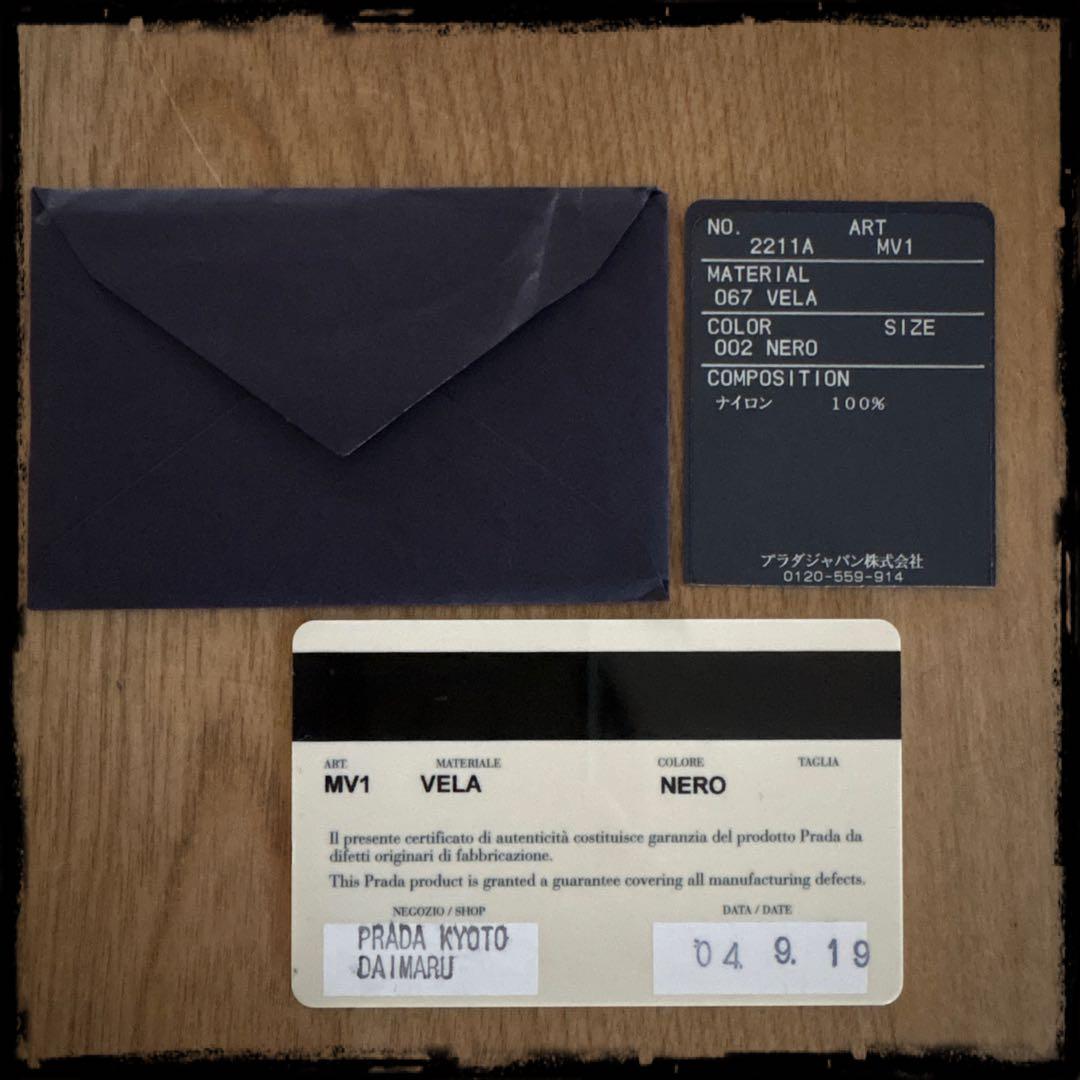 NO. ART
2211A MV1
MATERIAL
067 VELA
COLOR SIZE
002 NERO
COMPOSITION
ナイロン 100%
プラダジャパン株式会社
0120-559-914
ART. MATERIALE COLORE TAGLIA
MV1 VELA NERO
Il presente certificato di autenticità costituisce garanzia del prodotto Prada da
difetti originari di fabbricazione.
This Prada product is granted a guarantee covering all manufacturing defects.
NEGOZIO / SHOP DATA / DATE
PRADA KYOTO
DAIMARU
'04. 9. 19